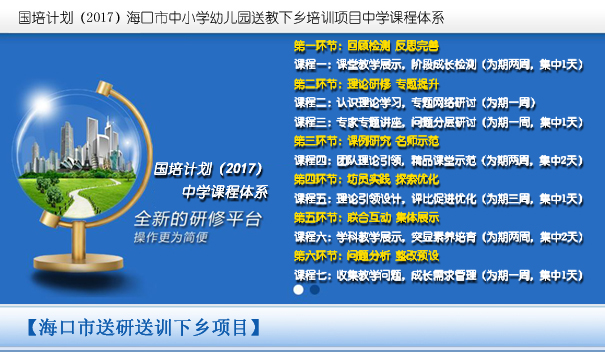 国培计划（2017）海口市中小学幼儿园送教下乡培训项目中学课程体系
第一环节：回顾检测 反思完善
课程一：课堂教学展示，阶段成长检测（为期两周，集中1天）
第二环节：理论研修 专题提升
课程二：认识理论学习，专题网络研讨（为期一周）
课程三：专家专题讲座，问题分层研讨（为期一周，集中1天）
第三环节：课例研究 名师示范
课程四：团队理论引领，精品课堂示范（为期两周，集中2天）
第四环节：坊员实践 探索优化
课程五：理论引领设计，评比促进优化（为期三周，集中1天）
第五环节：联合互动 集体展示
课程六：学科教学展示，突显素养培育（为期两周，集中2天）
第六环节：问题分析 整改预设
课程七：收集教学问题，成长需求管理（为期一周，集中1天）
国培计划（2017）
中学课程体系
全新的研修平台
操作更为简便
【海口市送研送训下乡项目】